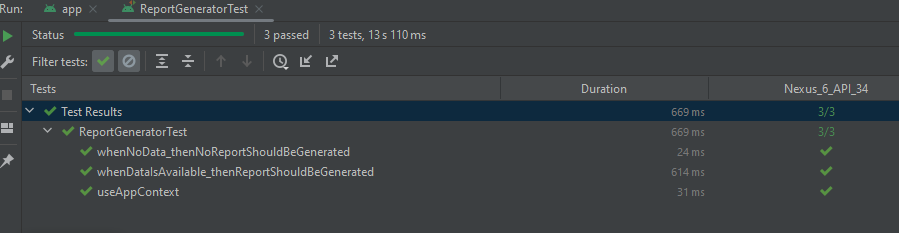 Run: app ReportGeneratorTest
Status 3 passed 3 tests, 13 s 110 ms
Filter tests:
Tests Duration Nexus_6_API_34
Test Results 669 ms 3/3
ReportGeneratorTest 669 ms 3/3
whenNoData_thenNoReportShouldBeGenerated 24 ms
whenDataIsAvailable_thenReportShouldBeGenerated 614 ms
useAppContext 31 ms